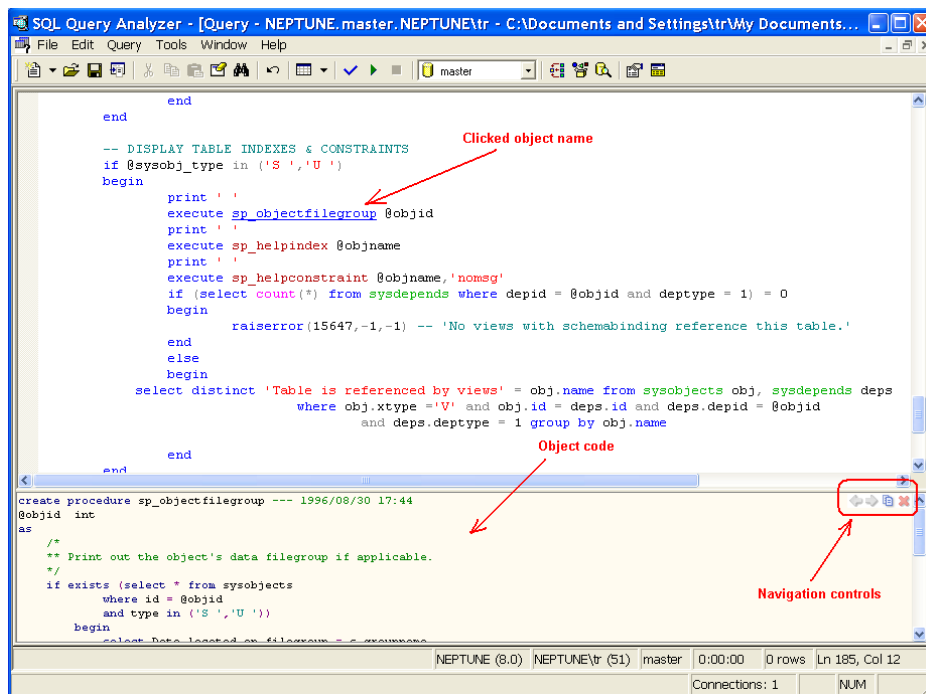 SQL Query Analyzer - [Query - NEPTUNE.master.NEPTUNE\tr - C:\Documents and Settings\tr\My Documents...
File Edit Query Tools Window Help
master
end
end
-- DISPLAY TABLE INDEXES & CONSTRAINTS
Clicked object name
if @sysobj_type in ('S ','U ')
begin
print ' '
execute sp_objectfilegroup @objid
print ' '
execute sp_helpindex @objname
print ' '
execute sp_helpconstraint @objname,'nomsg'
if (select count(*) from sysdepends where depid = @objid and deptype = 1) = 0
begin
raiserror(15647,-1,-1) -- 'No views with schemabinding reference this table.'
end
else
begin
select distinct 'Table is referenced by views' = obj.name from sysobjects obj, sysdepends deps
where obj.xtype ='V' and obj.id = deps.id and deps.depid = @objid
and deps.deptype = 1 group by obj.name
Object code
end
end
create procedure sp_objectfilegroup --- 1996/08/30 17:44
@objid int
as
/*
** Print out the object's data filegroup if applicable.
*/
if exists (select * from sysobjects
where id = @objid
Navigation controls
and type in ('S ','U '))
begin
select Data_located_on_filegroup = s.groupname
NEPTUNE (8.0) NEPTUNE\tr (51) master 0:00:00 0 rows Ln 185, Col 12
Connections: 1 NUM